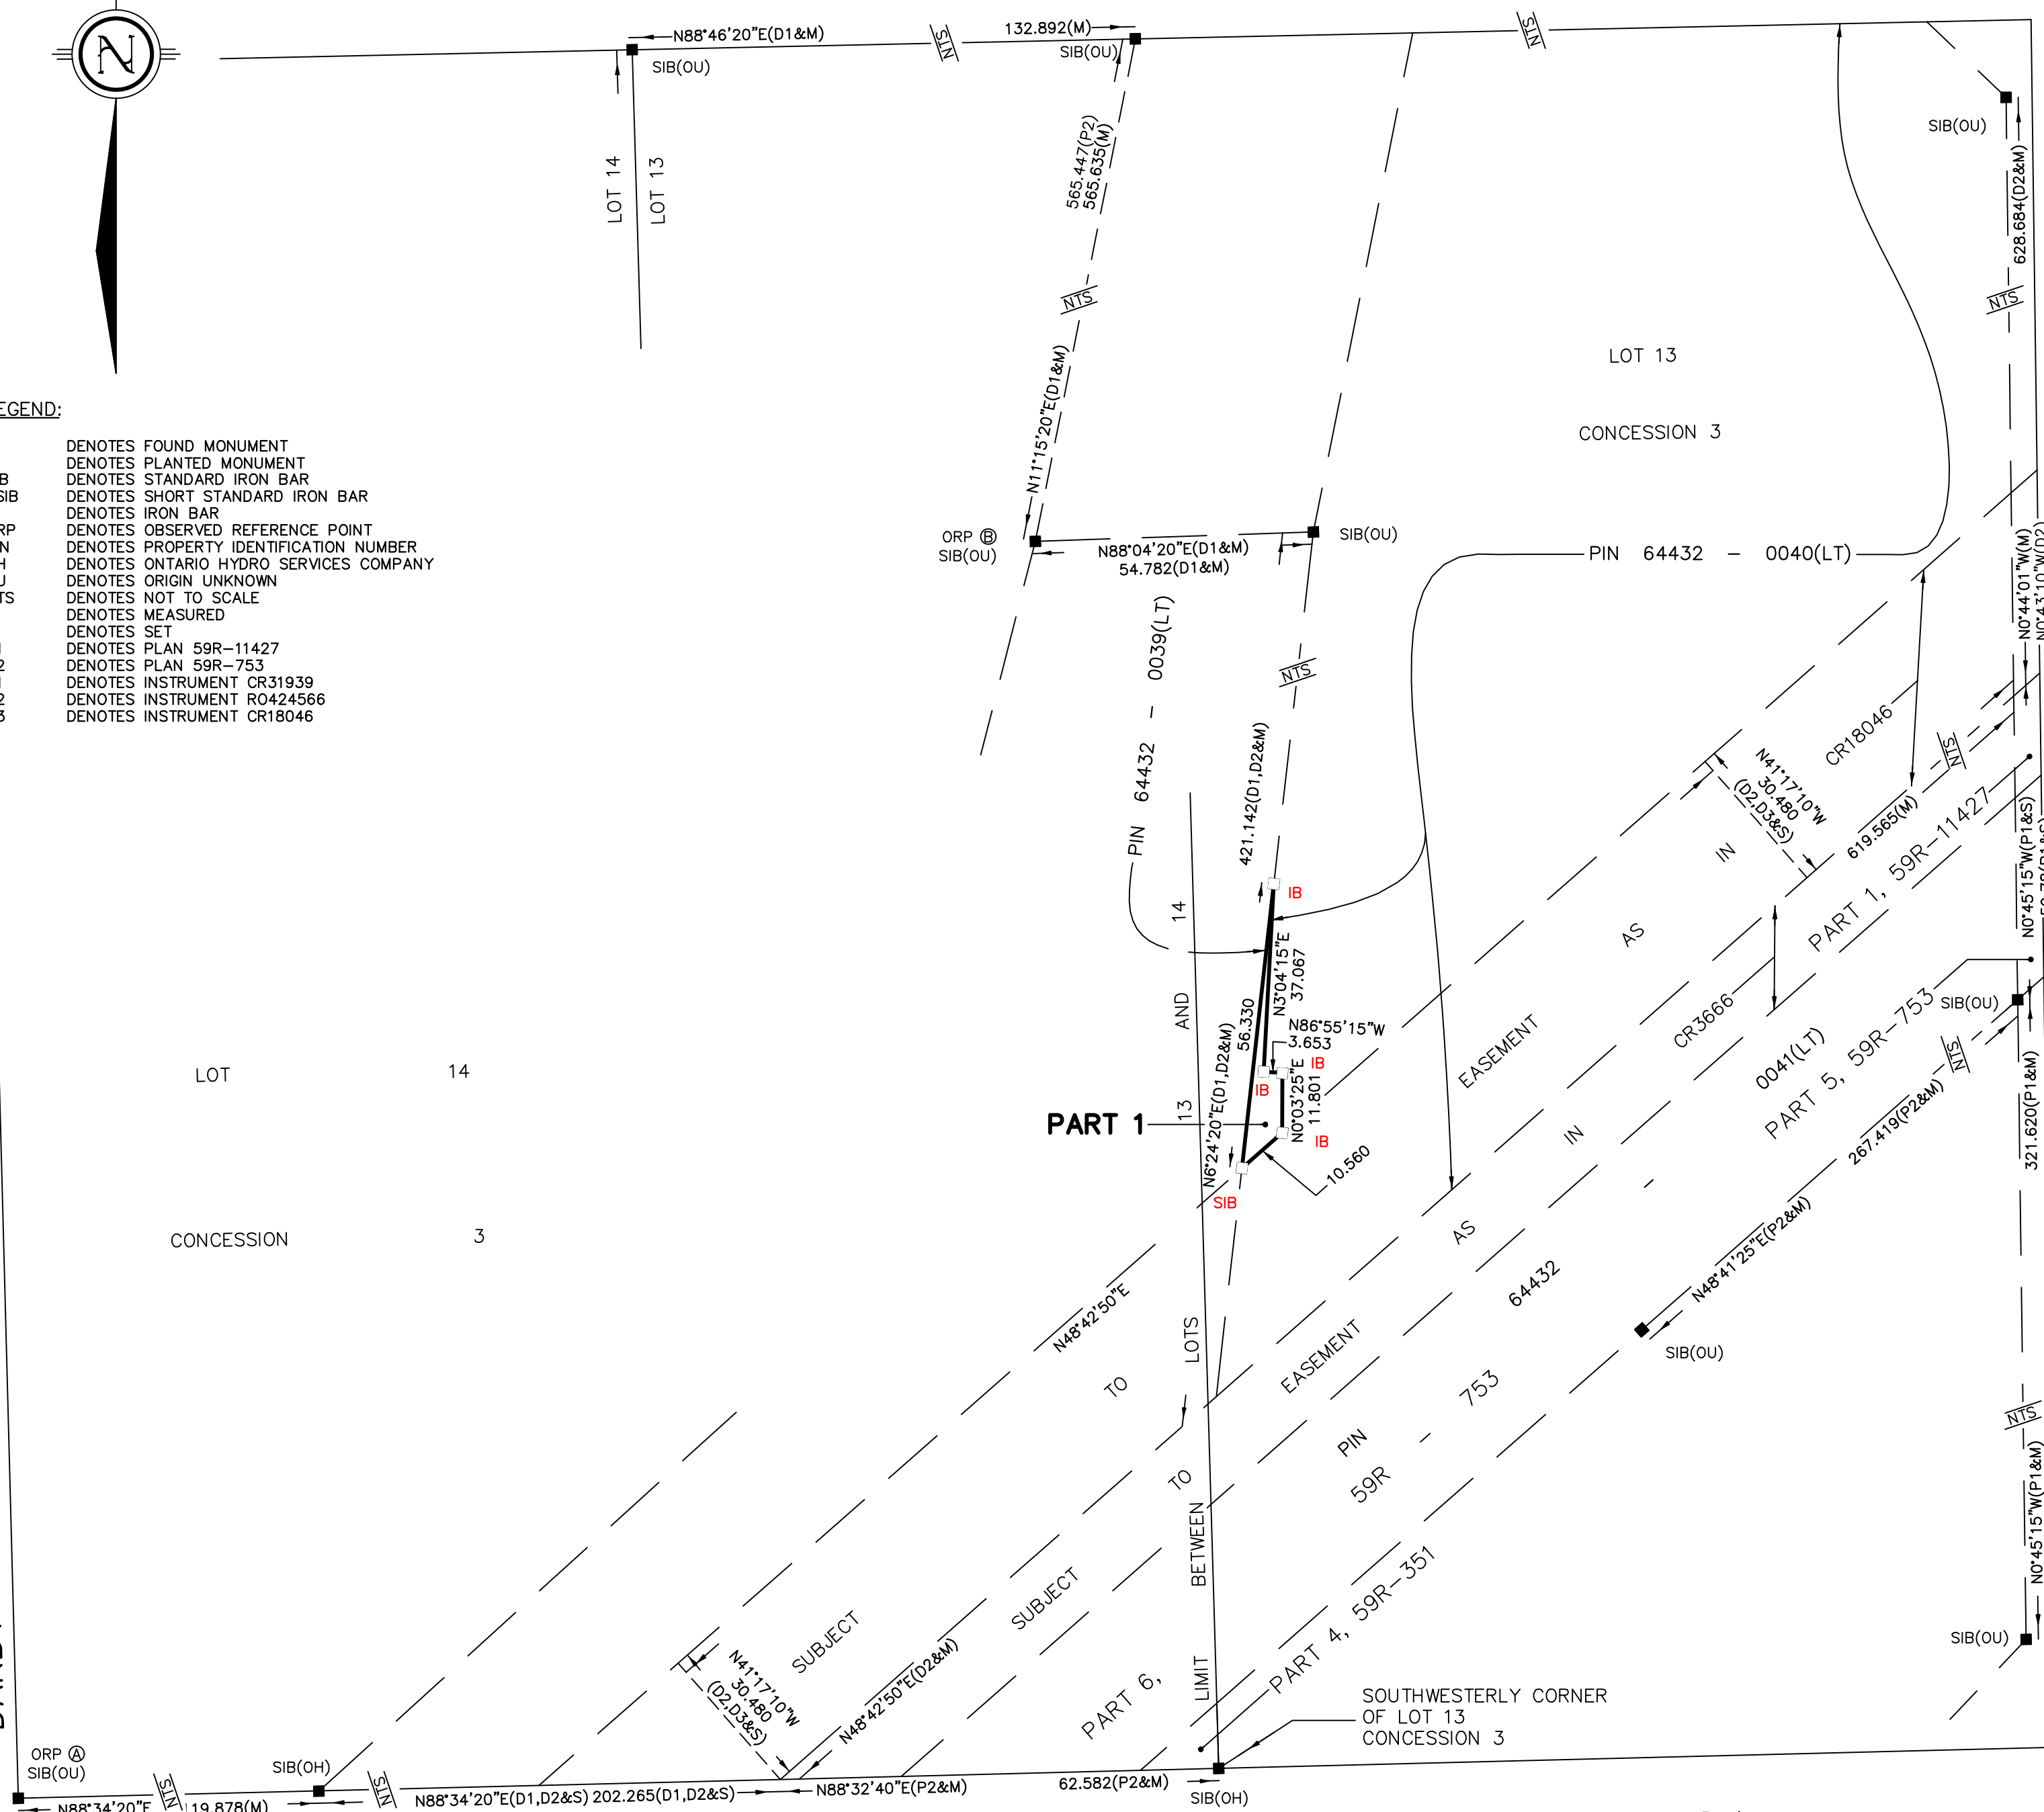 N
N88°46'20"E(D1&M)
NTS
132.892(M)
SIB(OU)
SIB(OU)
NTS
SIB(OU)
LOT 14
LOT 13
565.447(P2)
565.635(M)
NTS
N11°15'20"E(D1&M)
628.684(D2&M)
NTS
LOT 13
CONCESSION 3
EGEND:
DENOTES FOUND MONUMENT
DENOTES PLANTED MONUMENT
B DENOTES STANDARD IRON BAR
SIB DENOTES SHORT STANDARD IRON BAR
DENOTES IRON BAR
RP DENOTES OBSERVED REFERENCE POINT
N DENOTES PROPERTY IDENTIFICATION NUMBER
H DENOTES ONTARIO HYDRO SERVICES COMPANY
U DENOTES ORIGIN UNKNOWN
TS DENOTES NOT TO SCALE
DENOTES MEASURED
DENOTES SET
1 DENOTES PLAN 59R-11427
2 DENOTES PLAN 59R-753
1 DENOTES INSTRUMENT CR31939
2 DENOTES INSTRUMENT RO424566
3 DENOTES INSTRUMENT CR18046
ORP Ⓑ
SIB(OU)
N88°04'20"E(D1&M)
54.782(D1&M)
SIB(OU)
PIN 64432 - 0040(LT)
N0°44'01"W(M)
N0°43'10"W(D2)
PIN 64432 - 0039(LT)
NTS
421.142(D1,D2&M)
CR18046
N41°17'10"W
30.480
(D2,D3&S)
NTS
619.565(M)
PART 1, 59R-11427
N0°45'15"W(P1&S)
IB
N3°04'15"E
37.067
56.330
N86°55'15"W
3.653
IB
IB
N0°03'25"E
11.801
IB
PART 1
N6°24'20"E(D1,D2&M)
10.560
SIB
LIMIT BETWEEN LOTS 13 AND 14
SUBJECT TO EASEMENT AS IN
CR3666
SUBJECT TO EASEMENT AS IN
PIN 64432 - 0041(LT)
PART 5, 59R-753
SIB(OU)
NTS
267.419(P2&M)
321.620(P1&M)
N48°41'25"E(P2&M)
SIB(OU)
LOT 14
CONCESSION 3
N48°42'50"E
NTS
N0°45'15"W(P1&M)
SIB(OU)
PART 6, 59R - 753
PART 4, 59R-351
N41°17'10"W
30.480
(D2,D3&S)
N48°42'50"E(D2&M)
SOUTHWESTERLY CORNER
OF LOT 13
CONCESSION 3
ORP Ⓐ
SIB(OU)
SIB(OH)
N88°34'20"E
NTS
119.878(M)
NTS
N88°34'20"E(D1,D2&S) 202.265(D1,D2&S)
N88°32'40"E(P2&M)
62.582(P2&M)
SIB(OH)